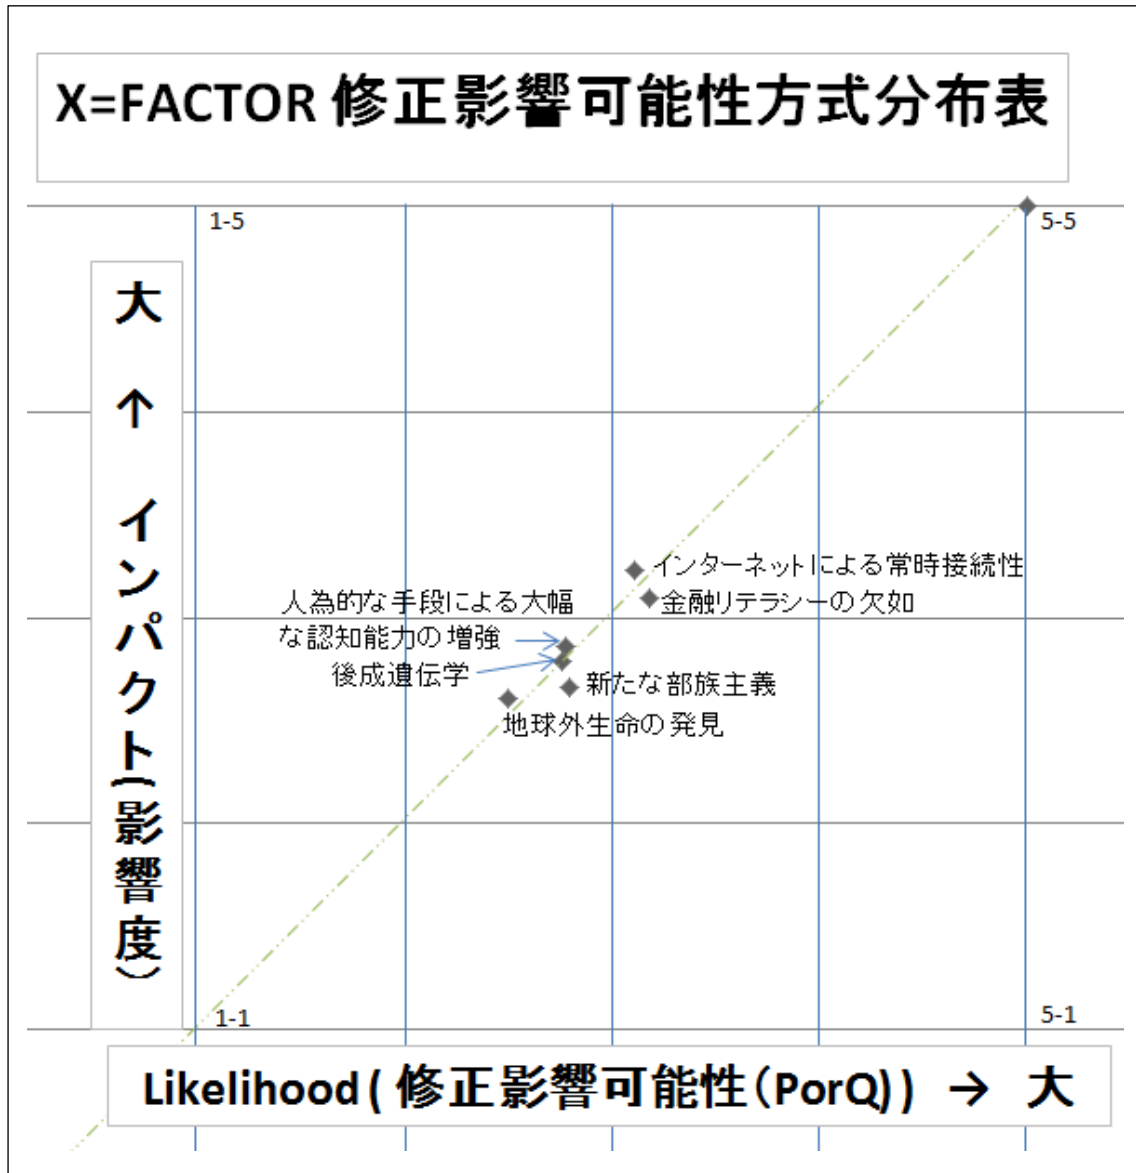 X=FACTOR 修正影響可能性方式分布表
1-5
5-5
大 ↑ インパクト(影響度)
インターネットによる常時接続性
金融リテラシーの欠如
人為的な手段による大幅
な認知能力の増強
後成遺伝学
新たな部族主義
地球外生命の発見
1-1
5-1
Likelihood ( 修正影響可能性(PorQ) ) → 大